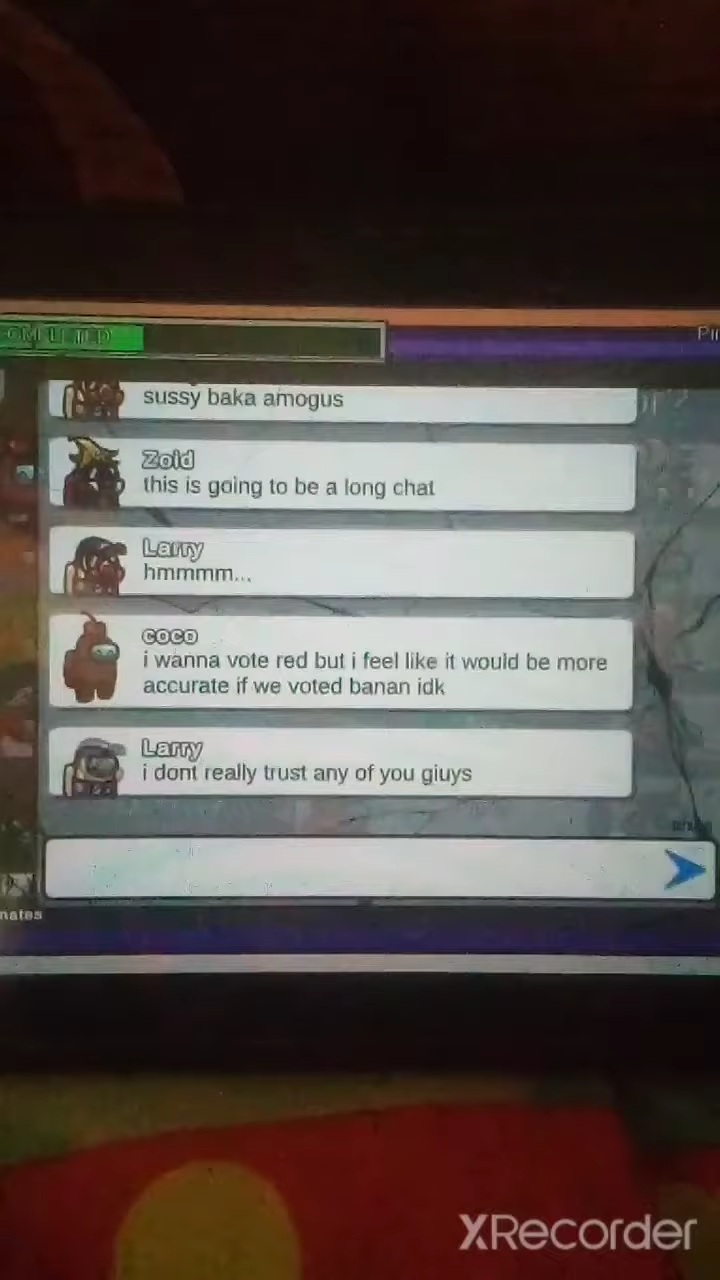 COMPLETED
sussy baka amogus
Zoid
this is going to be a long chat
Larry
hmmmm...
coco
i wanna vote red but i feel like it would be more
accurate if we voted banan idk
Larry
i dont really trust any of you giuys
XRecorder